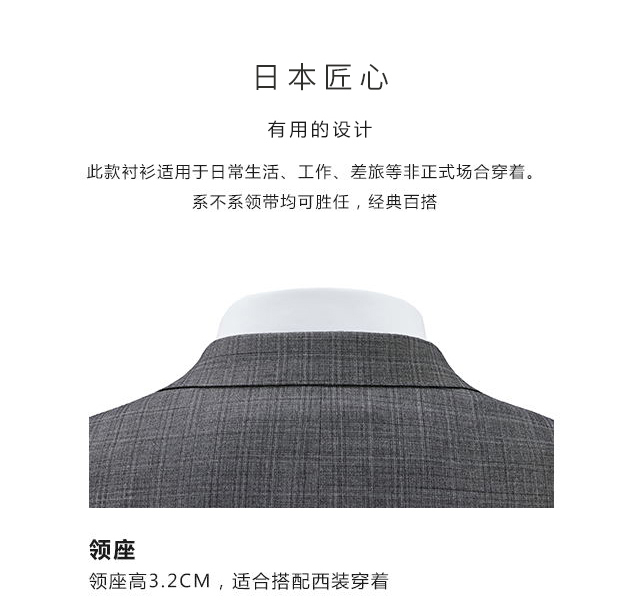 日本匠心
有用的设计
此款衬衫适用于日常生活、工作、差旅等非正式场合穿着。
系不系领带均可胜任，经典百搭
领座
领座高3.2CM，适合搭配西装穿着